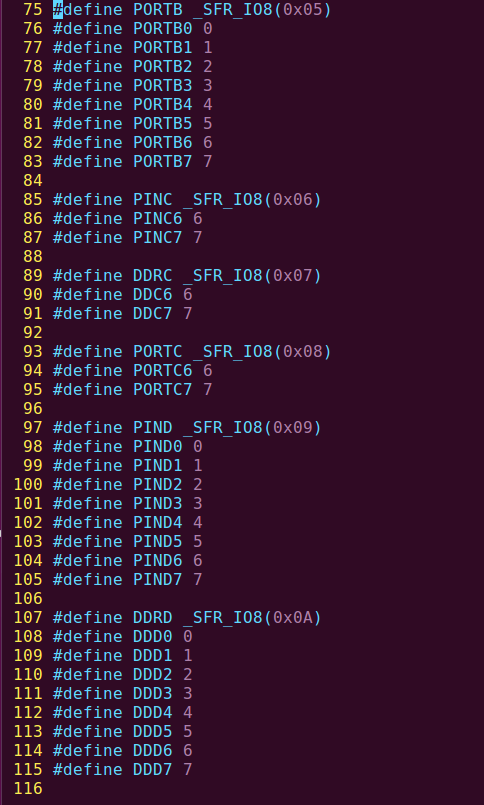 75 #define PORTB _SFR_IO8(0x05)
76 #define PORTB0 0
77 #define PORTB1 1
78 #define PORTB2 2
79 #define PORTB3 3
80 #define PORTB4 4
81 #define PORTB5 5
82 #define PORTB6 6
83 #define PORTB7 7
84
85 #define PINC _SFR_IO8(0x06)
86 #define PINC6 6
87 #define PINC7 7
88
89 #define DDRC _SFR_IO8(0x07)
90 #define DDC6 6
91 #define DDC7 7
92
93 #define PORTC _SFR_IO8(0x08)
94 #define PORTC6 6
95 #define PORTC7 7
96
97 #define PIND _SFR_IO8(0x09)
98 #define PIND0 0
99 #define PIND1 1
100 #define PIND2 2
101 #define PIND3 3
102 #define PIND4 4
103 #define PIND5 5
104 #define PIND6 6
105 #define PIND7 7
106
107 #define DDRD _SFR_IO8(0x0A)
108 #define DDD0 0
109 #define DDD1 1
110 #define DDD2 2
111 #define DDD3 3
112 #define DDD4 4
113 #define DDD5 5
114 #define DDD6 6
115 #define DDD7 7
116